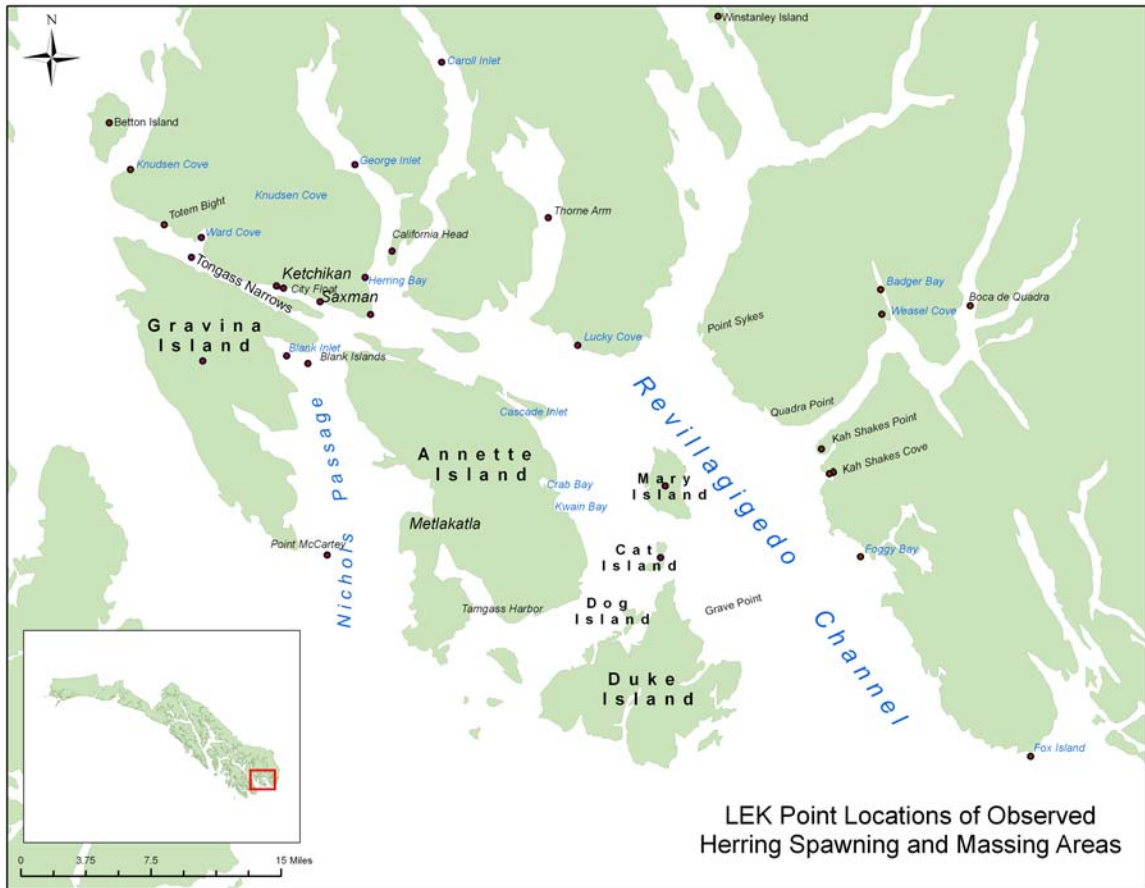 N
Winstanley Island
Caroll Inlet
Betton Island
Knudsen Cove
George Inlet
Knudsen Cove
Totem Bight
Thorne Arm
Ward Cove
California Head
Tongass Narrows
Ketchikan
City Float
Herring Bay
Saxman
Badger Bay
Boca de Quadra
Weasel Cove
Point Sykes
Gravina
Island
Lucky Cove
Blank Inlet
Blank Islands
Revillagigedo
Channel
Nichols Passage
Cascade Inlet
Quadra Point
Kah Shakes Point
Kah Shakes Cove
Annette
Island
Mary
Island
Crab Bay
Kwain Bay
Metlakatla
Point McCartey
Cat
Island
Foggy Bay
Dog
Island
Tamgass Harbor
Grave Point
Duke
Island
Fox Island
LEK Point Locations of Observed
Herring Spawning and Massing Areas
0 3.75 7.5 15 Miles